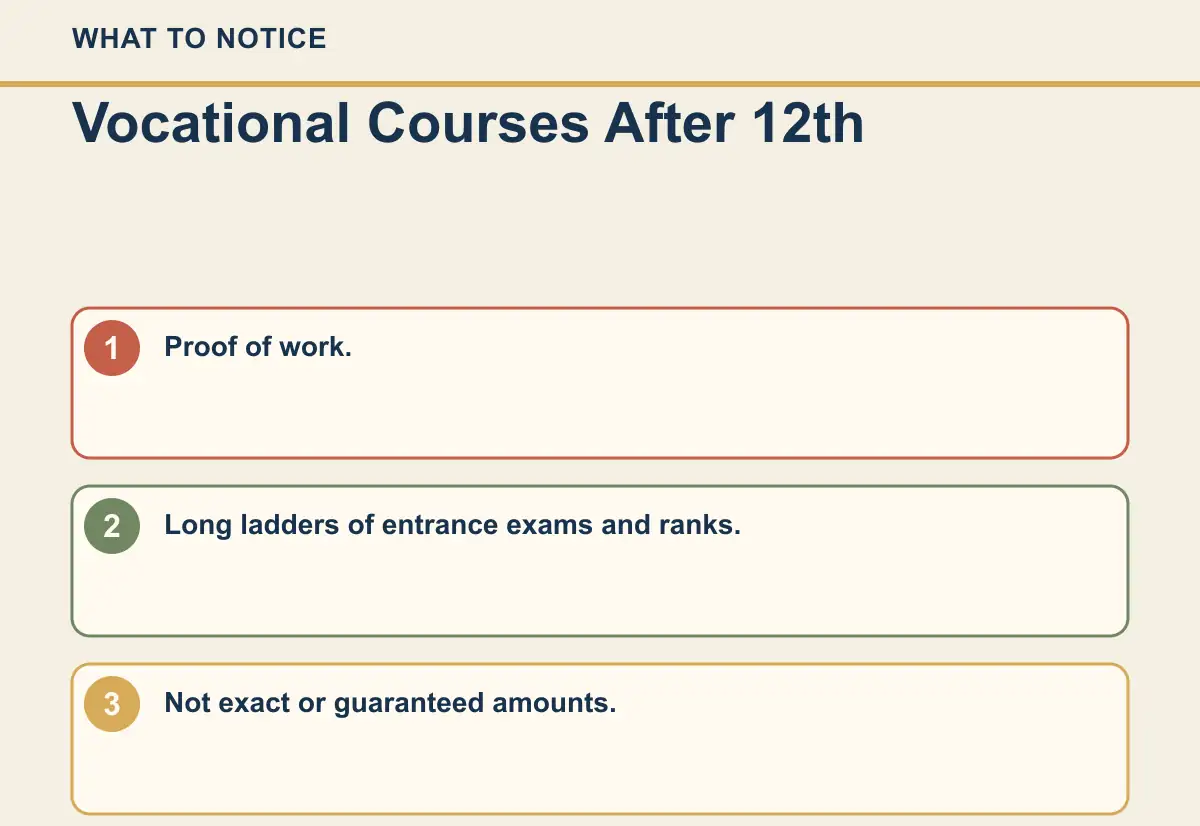 WHAT TO NOTICE
Vocational Courses After 12th
1 Proof of work.
2 Long ladders of entrance exams and ranks.
3 Not exact or guaranteed amounts.